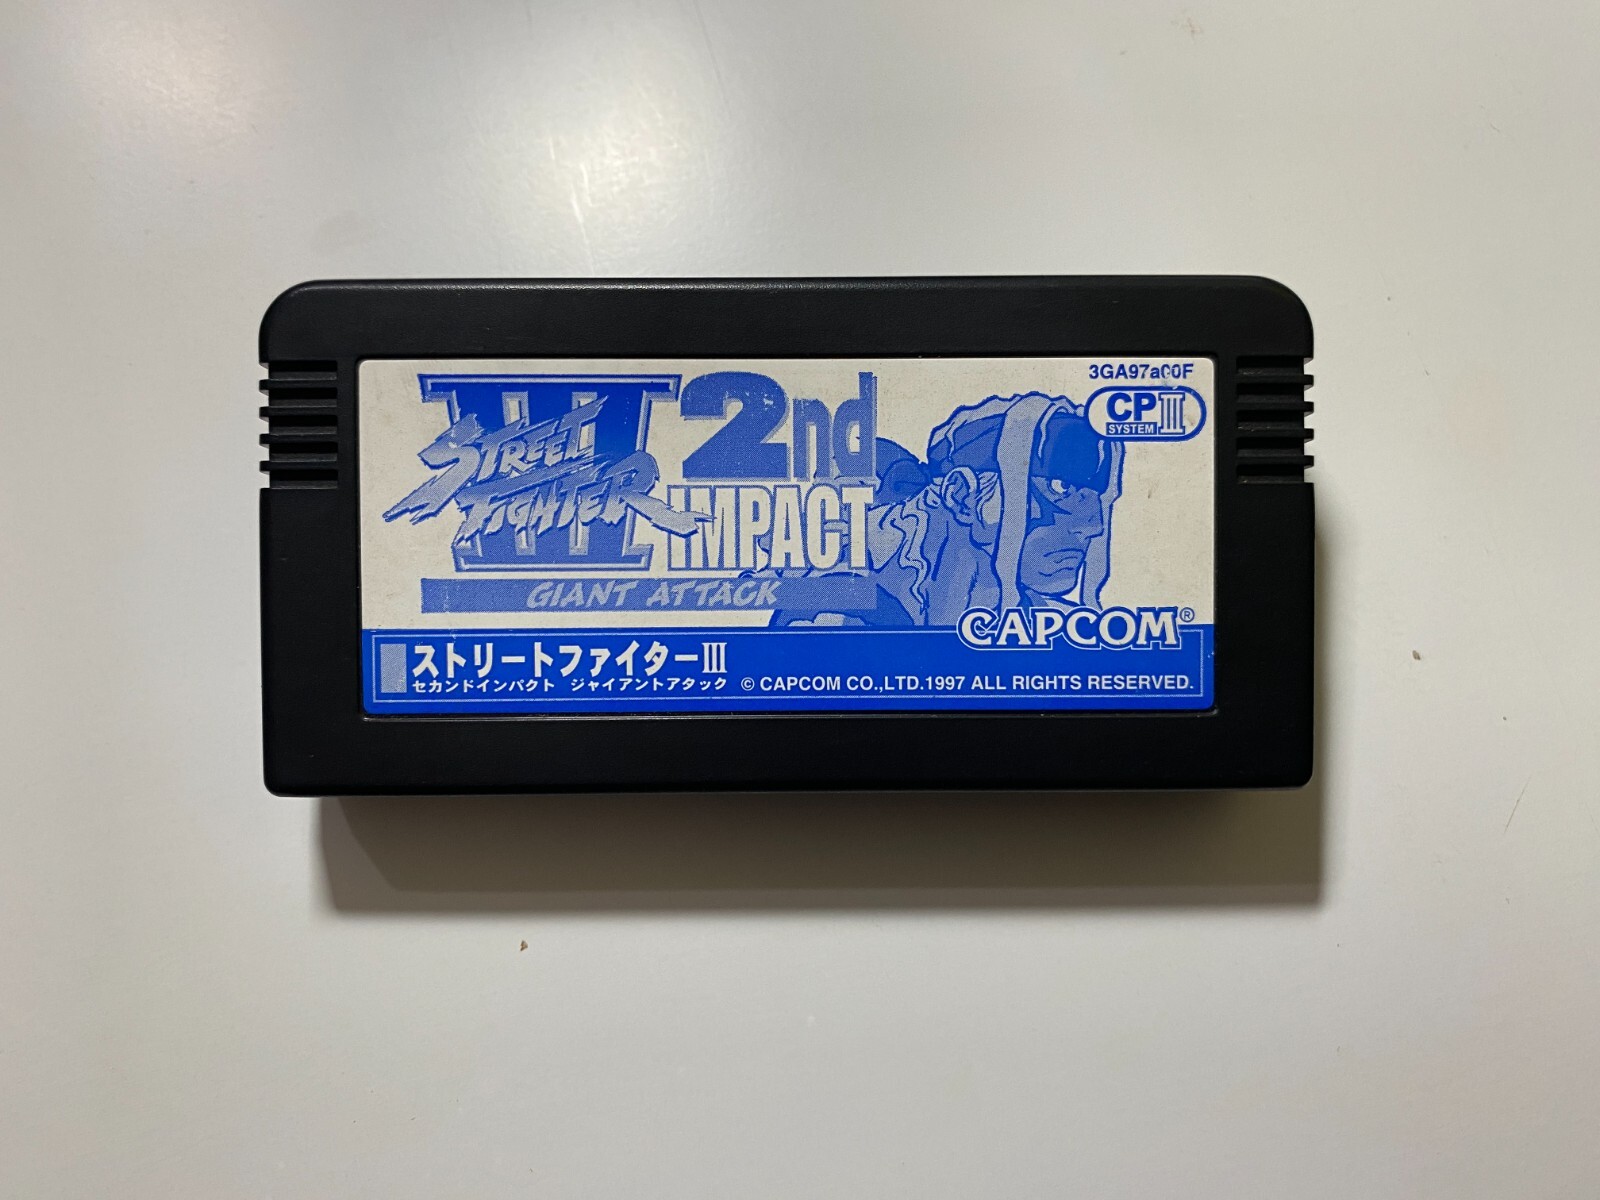 3GA97a00F
CP SYSTEM III
STREET FIGHTER III
2nd IMPACT
GIANT ATTACK
CAPCOM®
ストリートファイターIII
セカンドインパクト ジャイアントアタック
© CAPCOM CO.,LTD.1997 ALL RIGHTS RESERVED.